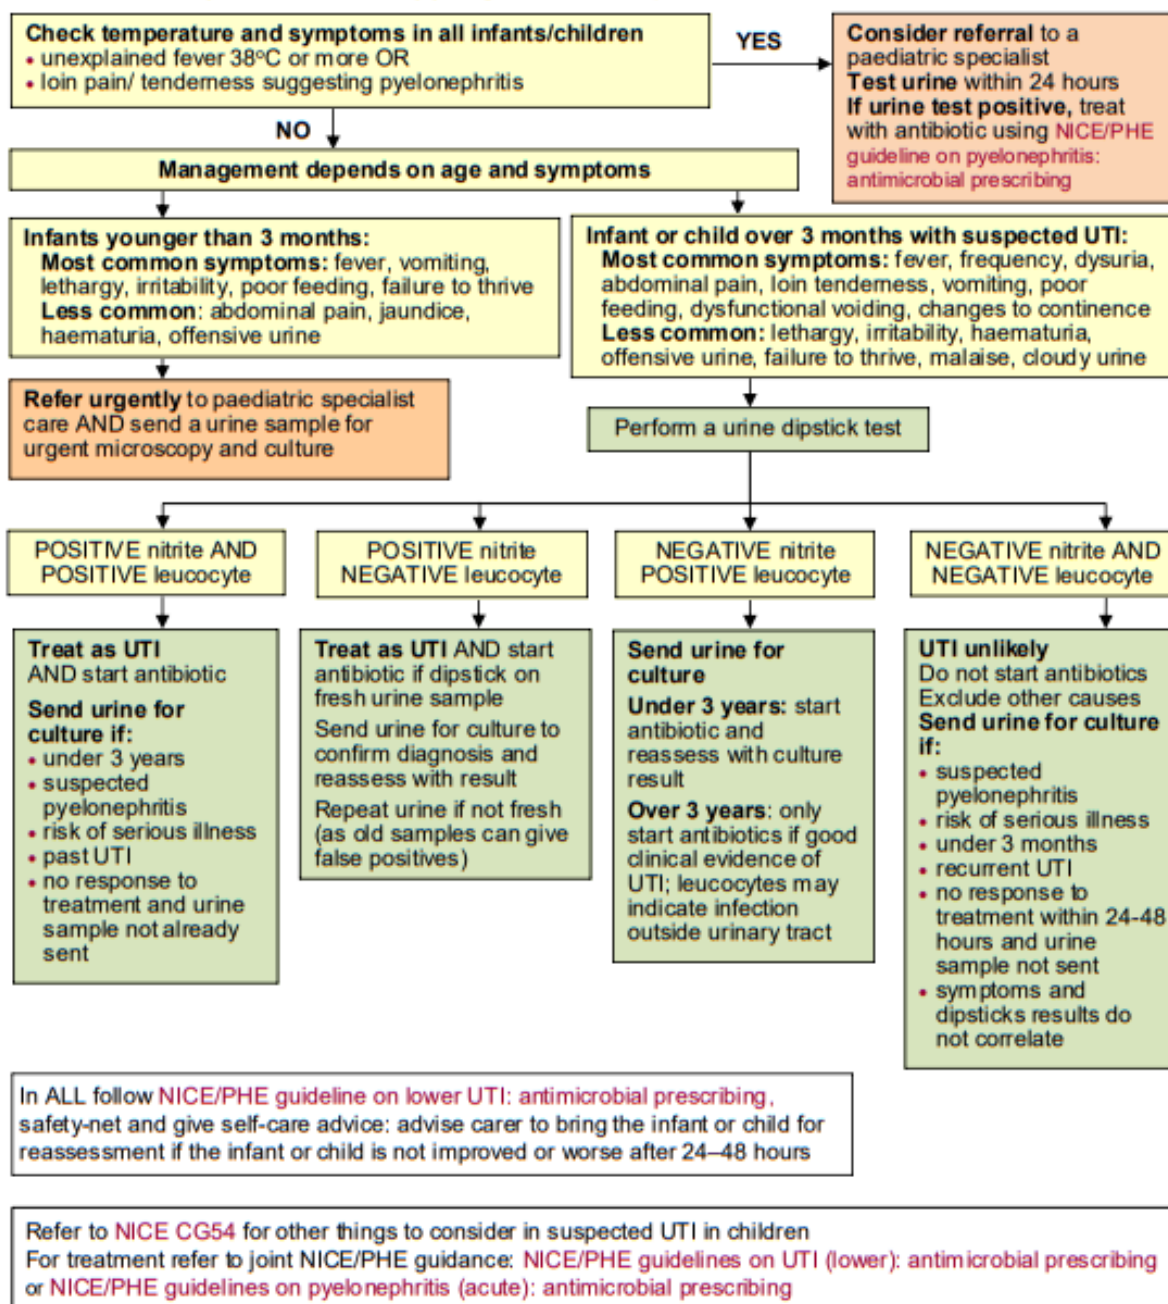 Check temperature and symptoms in all infants/children
• unexplained fever 38°C or more OR
• loin pain/ tenderness suggesting pyelonephritis
YES
Consider referral to a
paediatric specialist
Test urine within 24 hours
If urine test positive, treat
with antibiotic using NICE/PHE
guideline on pyelonephritis:
antimicrobial prescribing
NO
Management depends on age and symptoms
Infants younger than 3 months:
Most common symptoms: fever, vomiting,
lethargy, irritability, poor feeding, failure to thrive
Less common: abdominal pain, jaundice,
haematuria, offensive urine
Infant or child over 3 months with suspected UTI:
Most common symptoms: fever, frequency, dysuria,
abdominal pain, loin tenderness, vomiting, poor
feeding, dysfunctional voiding, changes to continence
Less common: lethargy, irritability, haematuria,
offensive urine, failure to thrive, malaise, cloudy urine
Refer urgently to paediatric specialist
care AND send a urine sample for
urgent microscopy and culture
Perform a urine dipstick test
POSITIVE nitrite AND
POSITIVE leucocyte
POSITIVE nitrite
NEGATIVE leucocyte
NEGATIVE nitrite
POSITIVE leucocyte
NEGATIVE nitrite AND
NEGATIVE leucocyte
Treat as UTI
AND start antibiotic
Send urine for
culture if:
• under 3 years
• suspected
pyelonephritis
• risk of serious illness
• past UTI
• no response to
treatment and urine
sample not already
sent
Treat as UTI AND start
antibiotic if dipstick on
fresh urine sample
Send urine for culture to
confirm diagnosis and
reassess with result
Repeat urine if not fresh
(as old samples can give
false positives)
Send urine for
culture
Under 3 years: start
antibiotic and
reassess with culture
result
Over 3 years: only
start antibiotics if good
clinical evidence of
UTI; leucocytes may
indicate infection
outside urinary tract
UTI unlikely
Do not start antibiotics
Exclude other causes
Send urine for culture
if:
• suspected
pyelonephritis
• risk of serious illness
• under 3 months
• recurrent UTI
• no response to
treatment within 24-48
hours and urine
sample not sent
• symptoms and
dipsticks results do
not correlate
In ALL follow NICE/PHE guideline on lower UTI: antimicrobial prescribing,
safety-net and give self-care advice: advise carer to bring the infant or child for
reassessment if the infant or child is not improved or worse after 24–48 hours
Refer to NICE CG54 for other things to consider in suspected UTI in children
For treatment refer to joint NICE/PHE guidance: NICE/PHE guidelines on UTI (lower): antimicrobial prescribing
or NICE/PHE guidelines on pyelonephritis (acute): antimicrobial prescribing